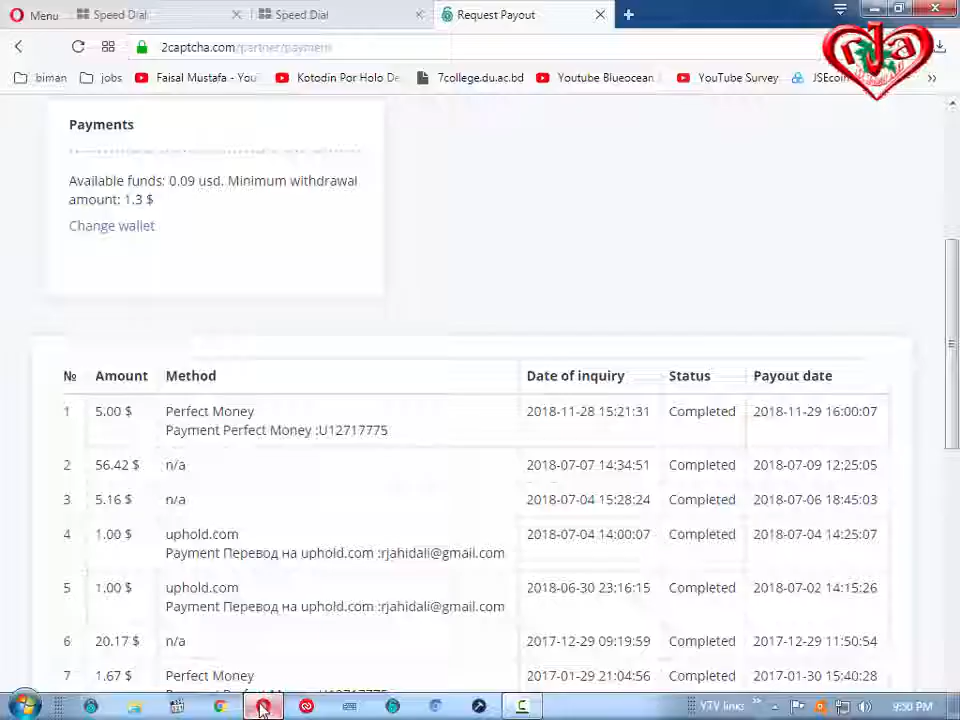 Menu
Speed Dial
Speed Dial
Request Payout
2captcha.com/partner/payment
biman
jobs
Faisal Mustafa - You
Kotodin Por Holo De
7college.du.ac.bd
Youtube Blueocean
YouTube Survey
JSEcoin
rja
Payments
Available funds: 0.09 usd. Minimum withdrawal
amount: 1.3 $
Change wallet
№ Amount Method Date of inquiry Status Payout date
1 5.00 $ Perfect Money 2018-11-28 15:21:31 Completed 2018-11-29 16:00:07
Payment Perfect Money :U12717775
2 56.42 $ n/a 2018-07-07 14:34:51 Completed 2018-07-09 12:25:05
3 5.16 $ n/a 2018-07-04 15:28:24 Completed 2018-07-06 18:45:03
4 1.00 $ uphold.com 2018-07-04 14:00:07 Completed 2018-07-04 14:25:07
Payment Перевод на uphold.com :rjahidali@gmail.com
5 1.00 $ uphold.com 2018-06-30 23:16:15 Completed 2018-07-02 14:15:26
Payment Перевод на uphold.com :rjahidali@gmail.com
6 20.17 $ n/a 2017-12-29 09:19:59 Completed 2017-12-29 11:50:54
7 1.67 $ Perfect Money 2017-01-29 21:04:56 Completed 2017-01-30 15:40:28
YTV links
9:50 PM